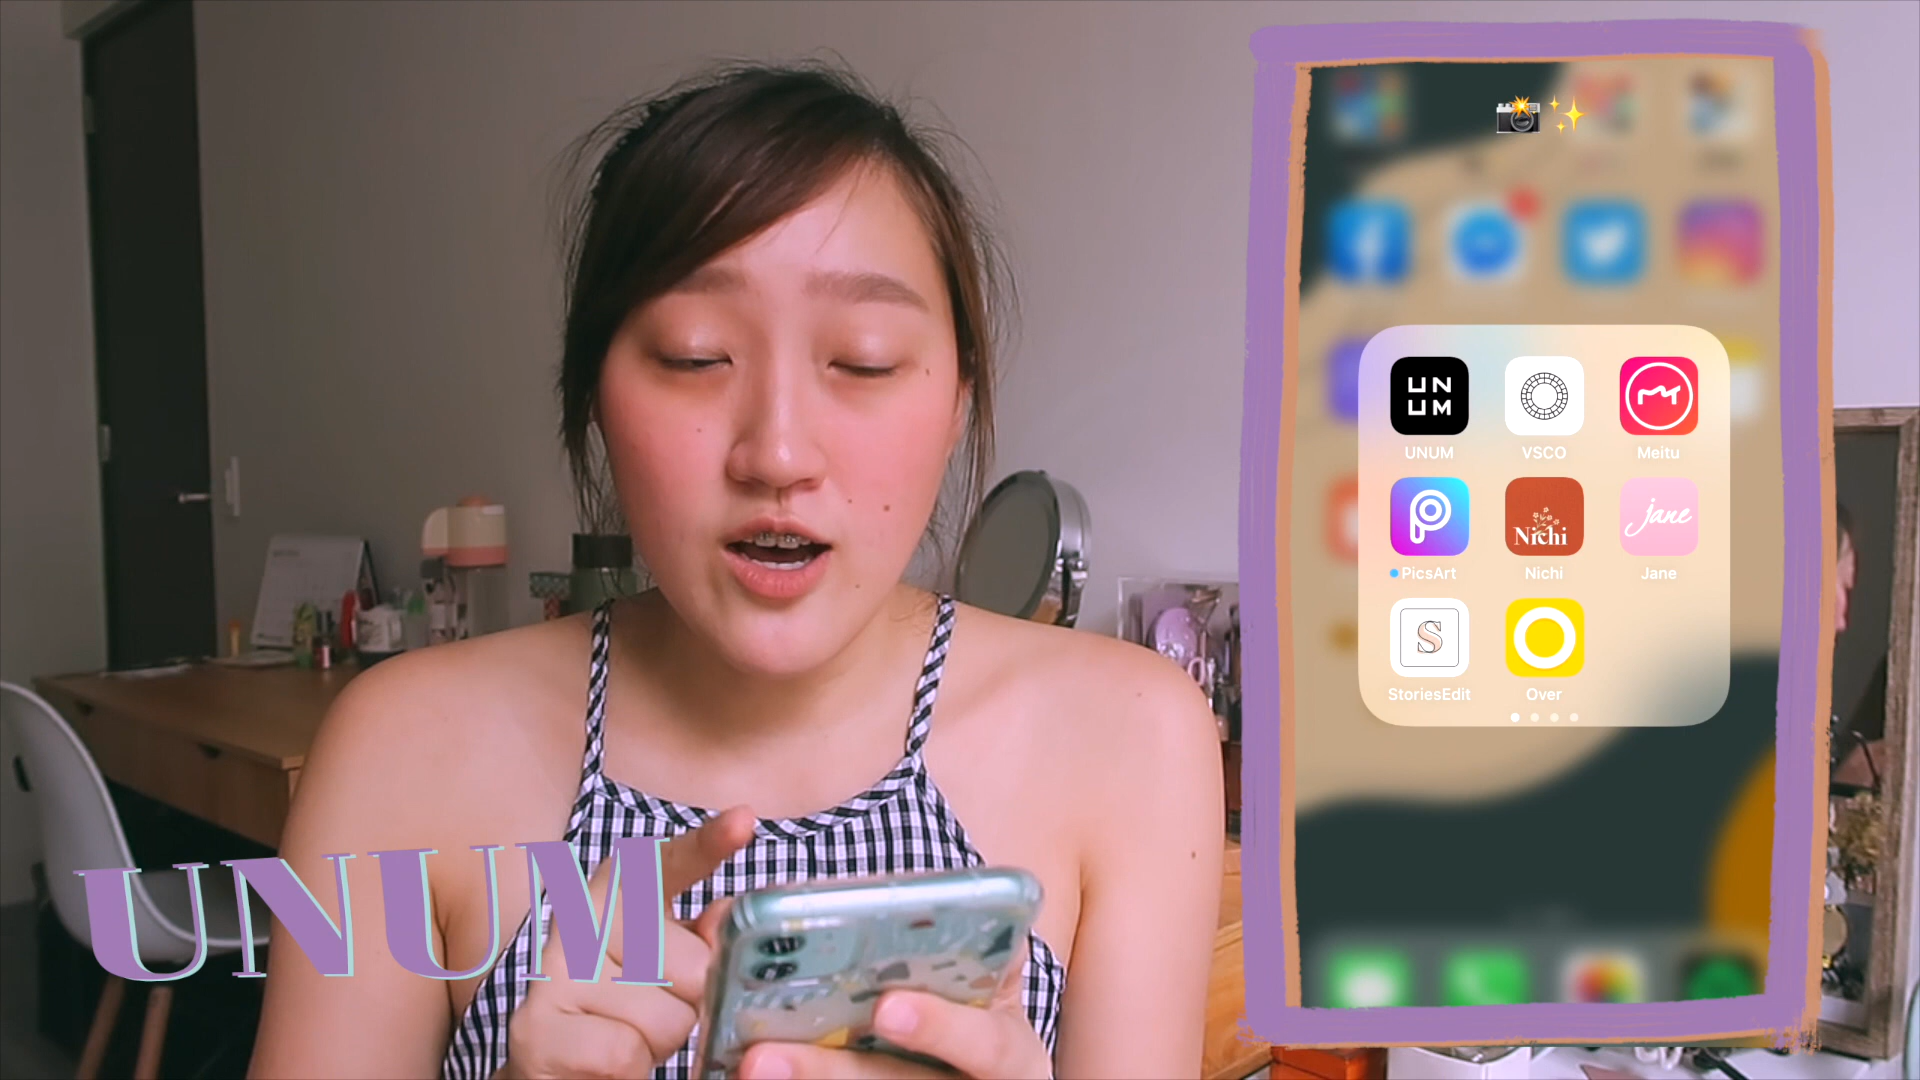 UN
UM
UNUM
VSCO
Meitu
PicsArt
Nichi
Nichi
jane
Jane
S
StoriesEdit
Over
UNUM